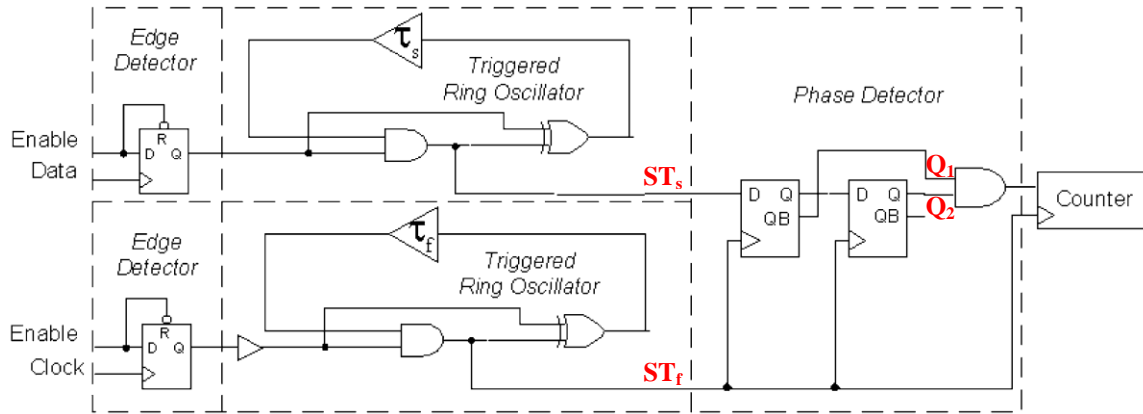 Edge
Detector
τs
Triggered
Ring Oscillator
Phase Detector
Enable
Data
R
D Q
STs
D Q
QB
D Q
QB
Q1
Q2
Counter
Edge
Detector
τf
Triggered
Ring Oscillator
Enable
Clock
R
D Q
STf